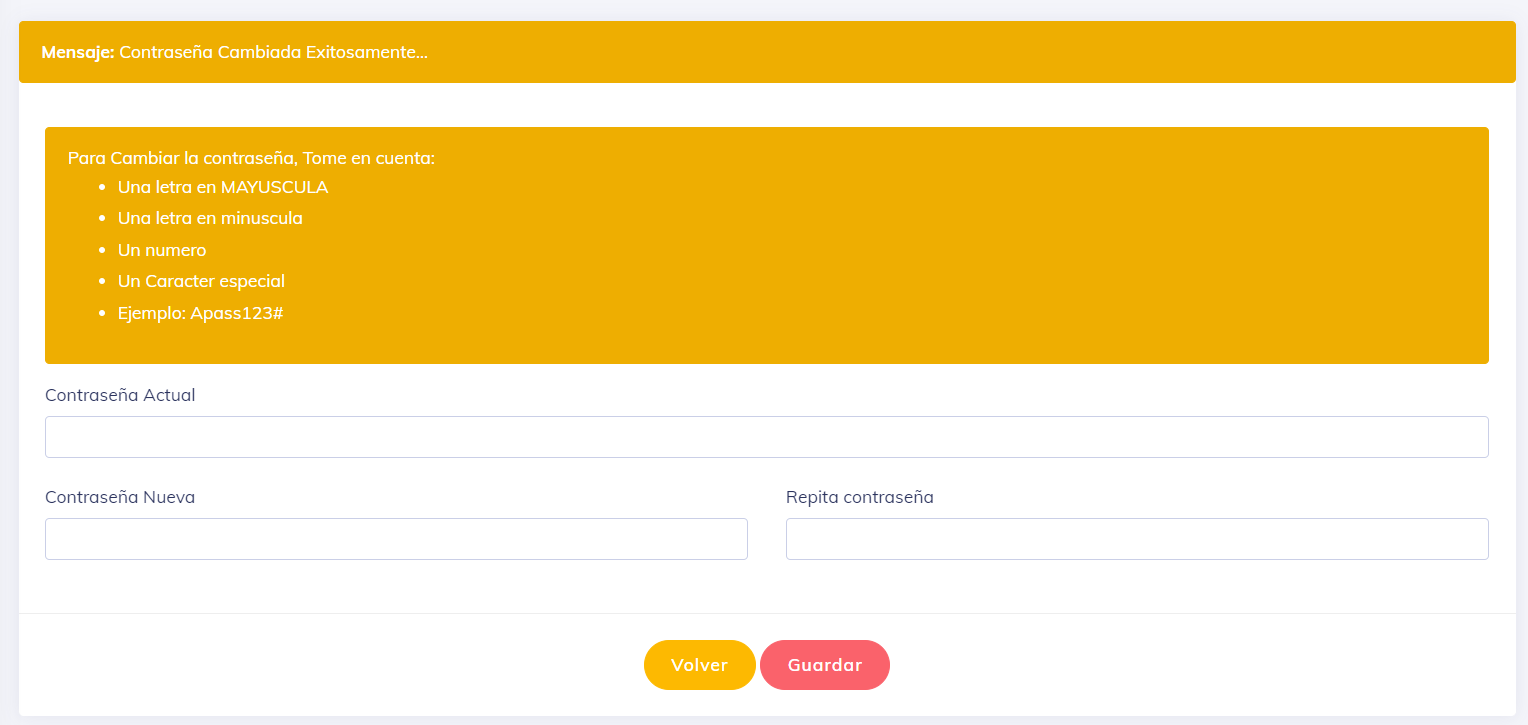 Mensaje: Contraseña Cambiada Exitosamente...
Para Cambiar la contraseña, Tome en cuenta:
Una letra en MAYUSCULA
Una letra en minuscula
Un numero
Un Caracter especial
Ejemplo: Apass123#
Contraseña Actual
Contraseña Nueva
Repita contraseña
Volver
Guardar